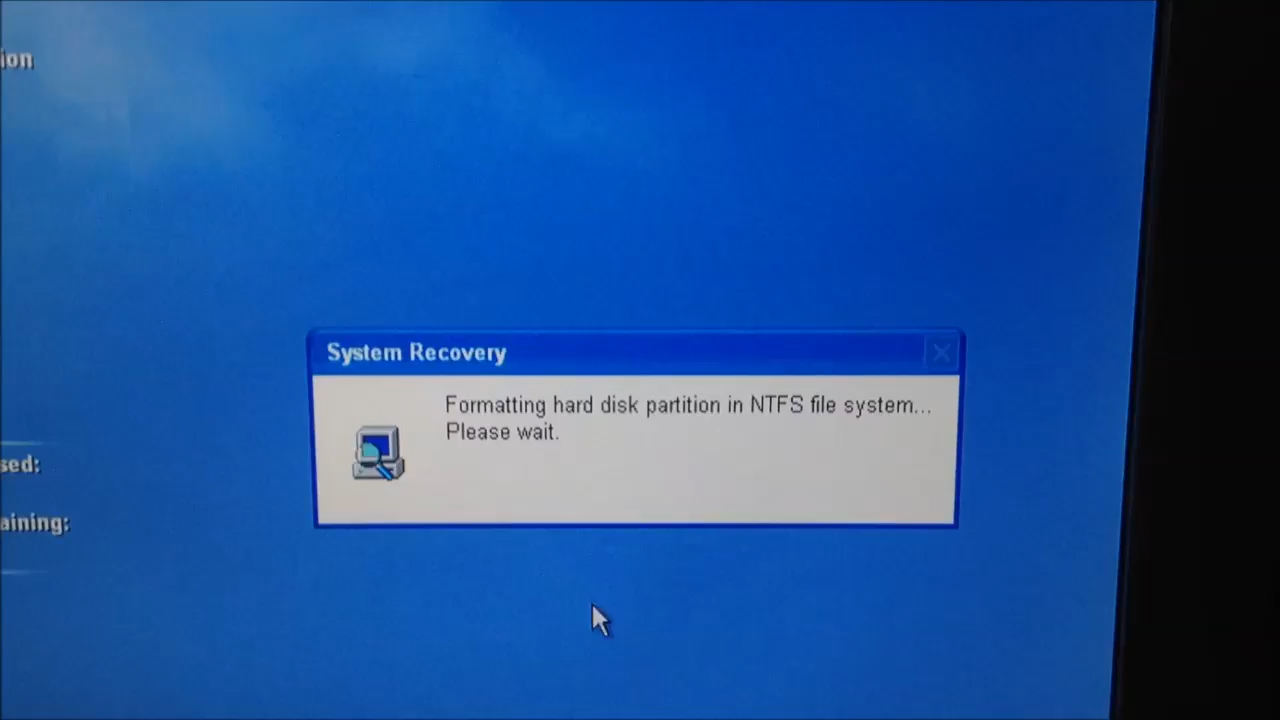 ion
System Recovery
Formatting hard disk partition in NTFS file system...
Please wait.
sed:
aining: